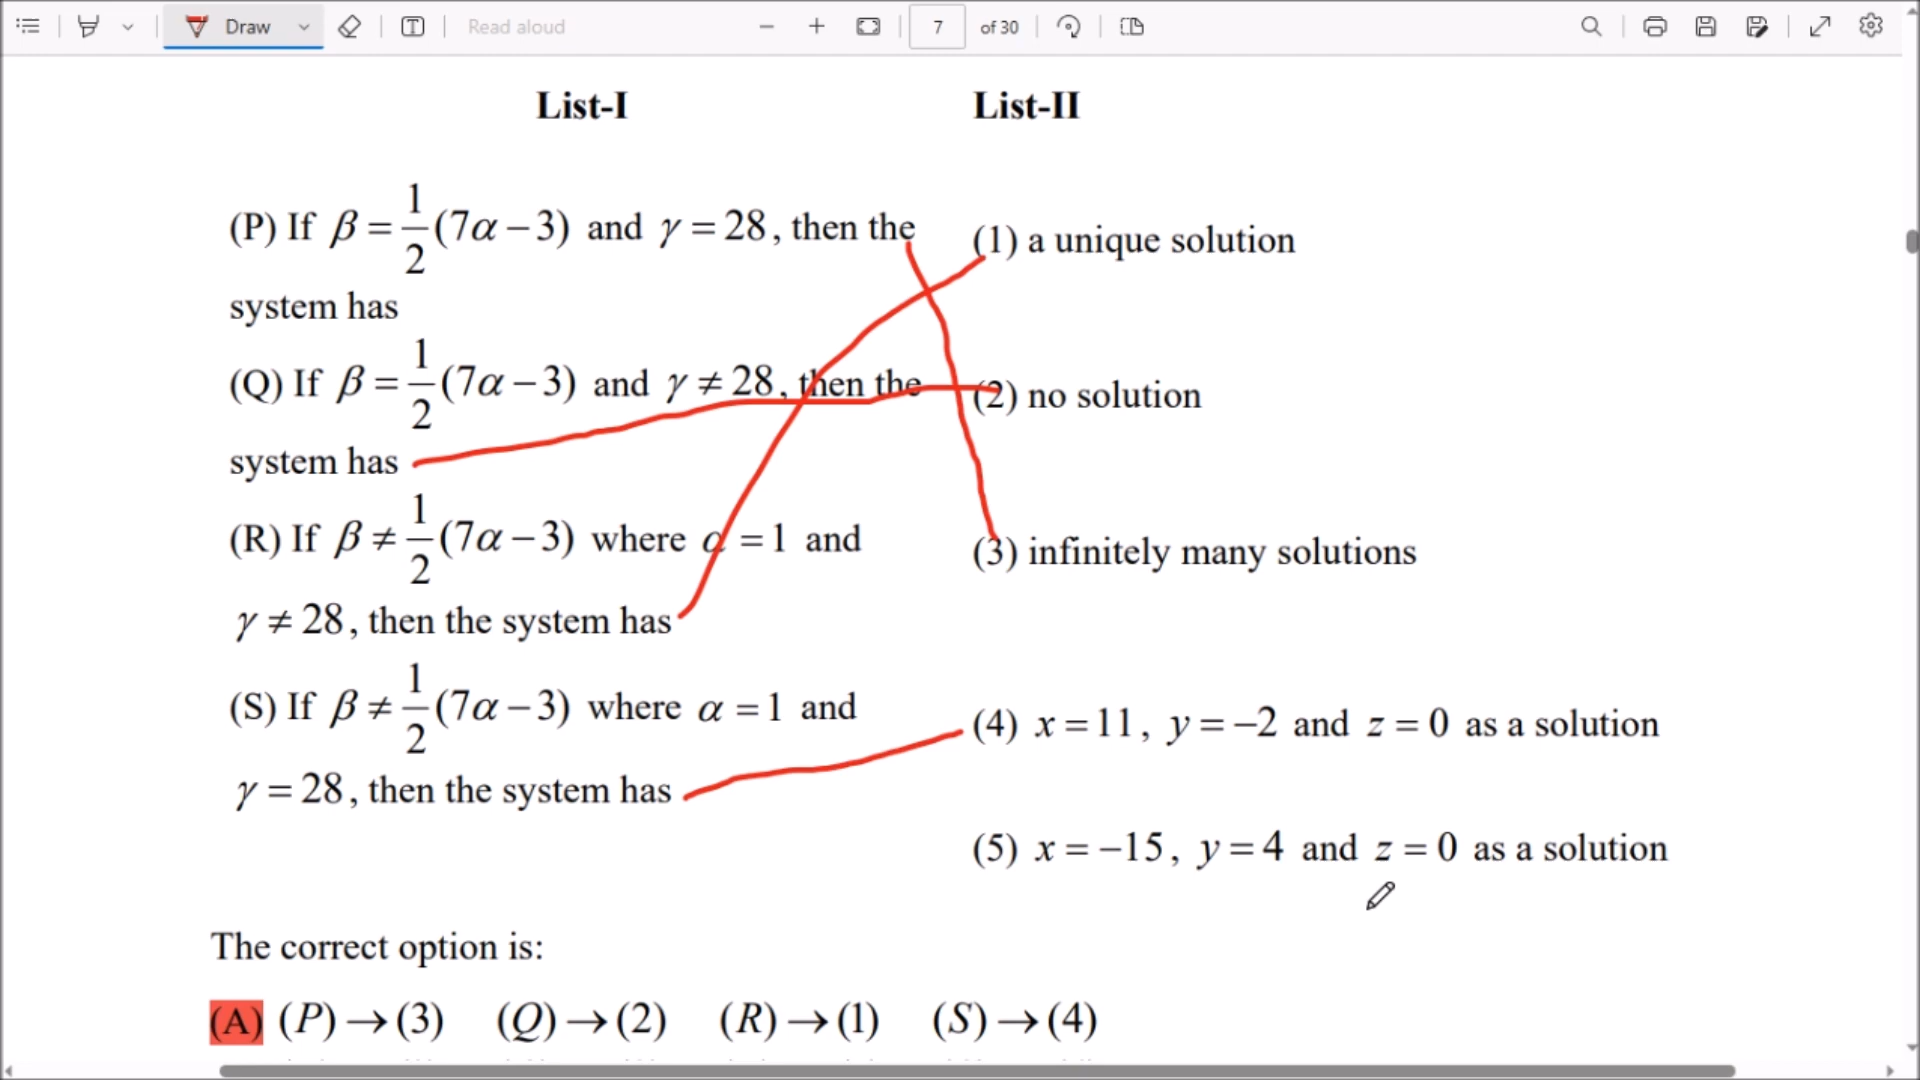 Draw
Read aloud
7 of 30
List-I List-II
(P) If β = 1/2 (7α − 3) and γ = 28, then the
system has
(1) a unique solution
(Q) If β = 1/2 (7α − 3) and γ ≠ 28, then the
system has
(2) no solution
(R) If β ≠ 1/2 (7α − 3) where α = 1 and
γ ≠ 28, then the system has
(3) infinitely many solutions
(S) If β ≠ 1/2 (7α − 3) where α = 1 and
γ = 28, then the system has
(4) x = 11, y = −2 and z = 0 as a solution
(5) x = −15, y = 4 and z = 0 as a solution
The correct option is:
(A) (P) → (3) (Q) → (2) (R) → (1) (S) → (4)